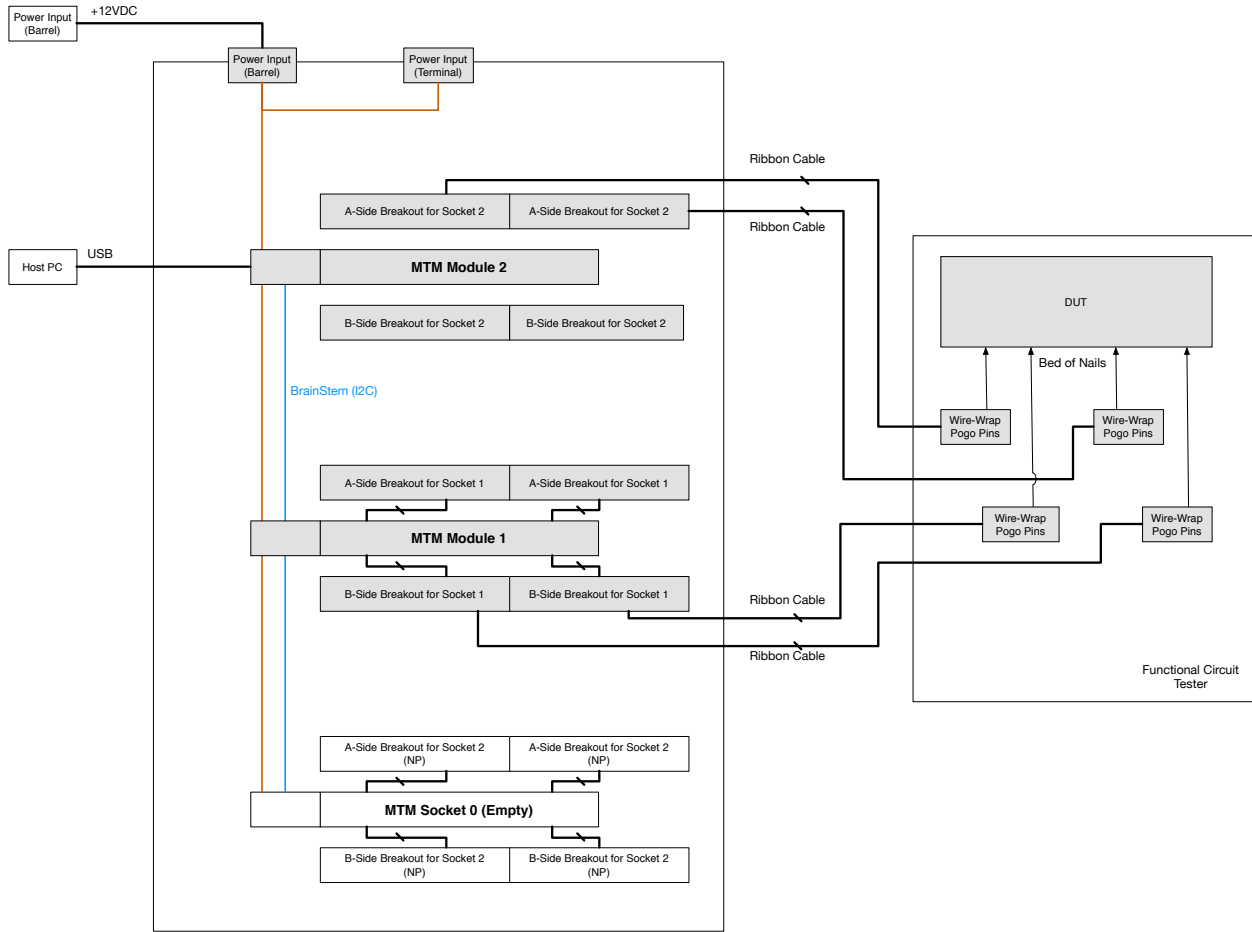 Power Input
(Barrel)
+12VDC
Power Input
(Barrel)
Power Input
(Terminal)
Ribbon Cable
A-Side Breakout for Socket 2
A-Side Breakout for Socket 2
Ribbon Cable
Host PC
USB
MTM Module 2
DUT
B-Side Breakout for Socket 2
B-Side Breakout for Socket 2
Bed of Nails
BrainStem (I2C)
Wire-Wrap
Pogo Pins
Wire-Wrap
Pogo Pins
A-Side Breakout for Socket 1
A-Side Breakout for Socket 1
Wire-Wrap
Pogo Pins
Wire-Wrap
Pogo Pins
MTM Module 1
B-Side Breakout for Socket 1
B-Side Breakout for Socket 1
Ribbon Cable
Ribbon Cable
Functional Circuit
Tester
A-Side Breakout for Socket 2
(NP)
A-Side Breakout for Socket 2
(NP)
MTM Socket 0 (Empty)
B-Side Breakout for Socket 2
(NP)
B-Side Breakout for Socket 2
(NP)